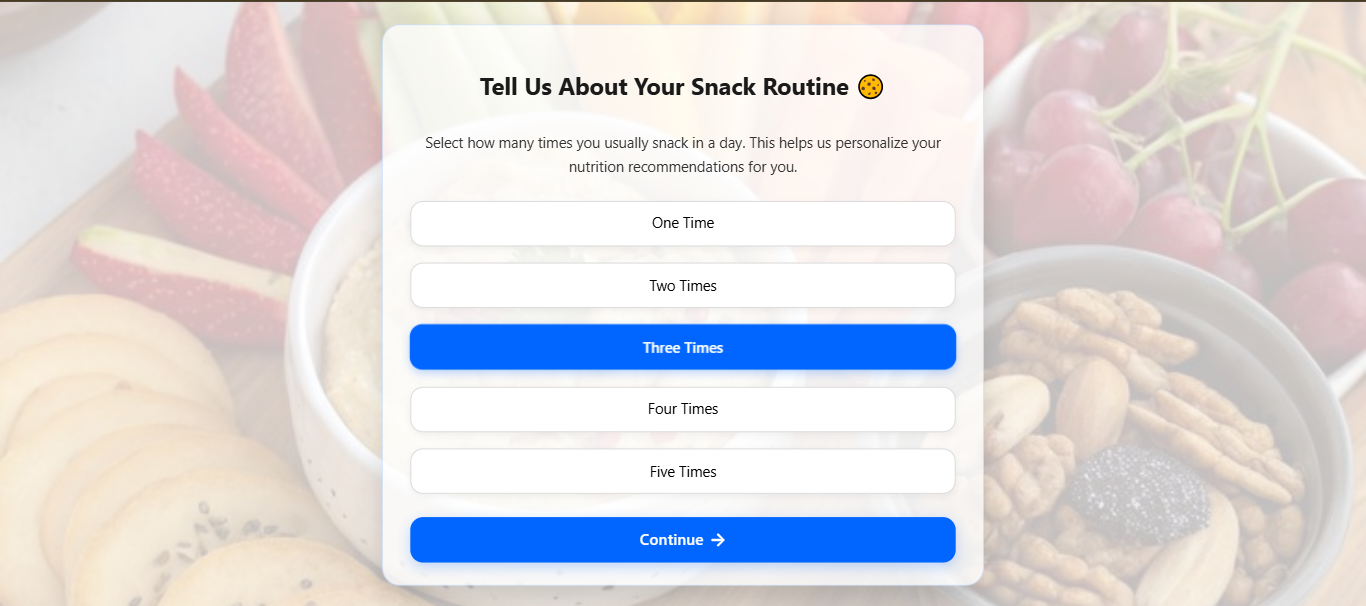 Tell Us About Your Snack Routine 🍪
Select how many times you usually snack in a day. This helps us personalize your
nutrition recommendations for you.
One Time
Two Times
Three Times
Four Times
Five Times
Continue →